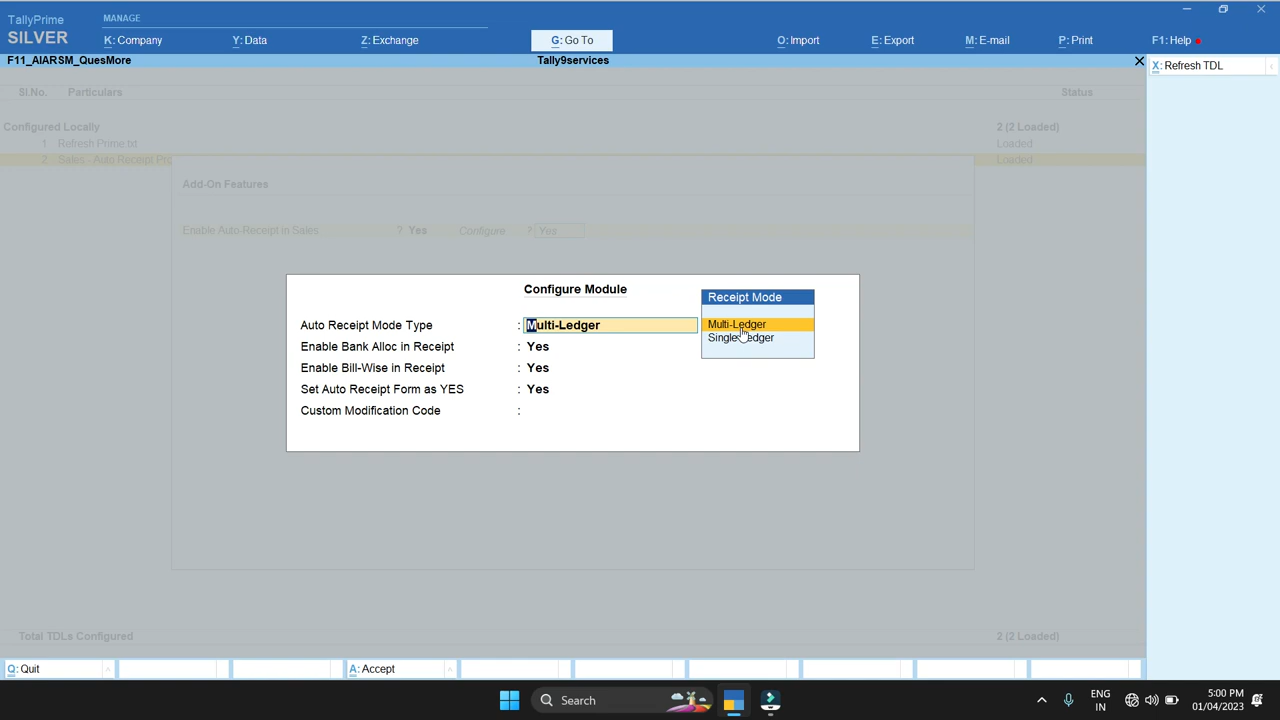 TallyPrime
SILVER
MANAGE
K: Company
Y: Data
Z: Exchange
G: Go To
O: Import
E: Export
M: E-mail
P: Print
F1: Help
F11_AIARSM_QuesMore
Tally9services
X: Refresh TDL
Sl.No. Particulars Status
Configured Locally 2 (2 Loaded)
1 Refresh Prime.txt Loaded
2 Sales - Auto Receipt Pro Loaded
Add-On Features
Enable Auto-Receipt in Sales ? Yes Configure ? Yes
Configure Module
Receipt Mode
Multi-Ledger
Single-Ledger
Auto Receipt Mode Type : Multi-Ledger
Enable Bank Alloc in Receipt : Yes
Enable Bill-Wise in Receipt : Yes
Set Auto Receipt Form as YES : Yes
Custom Modification Code :
Total TDLs Configured 2 (2 Loaded)
Q: Quit
A: Accept
Search
ENG
IN
5:00 PM
01/04/2023